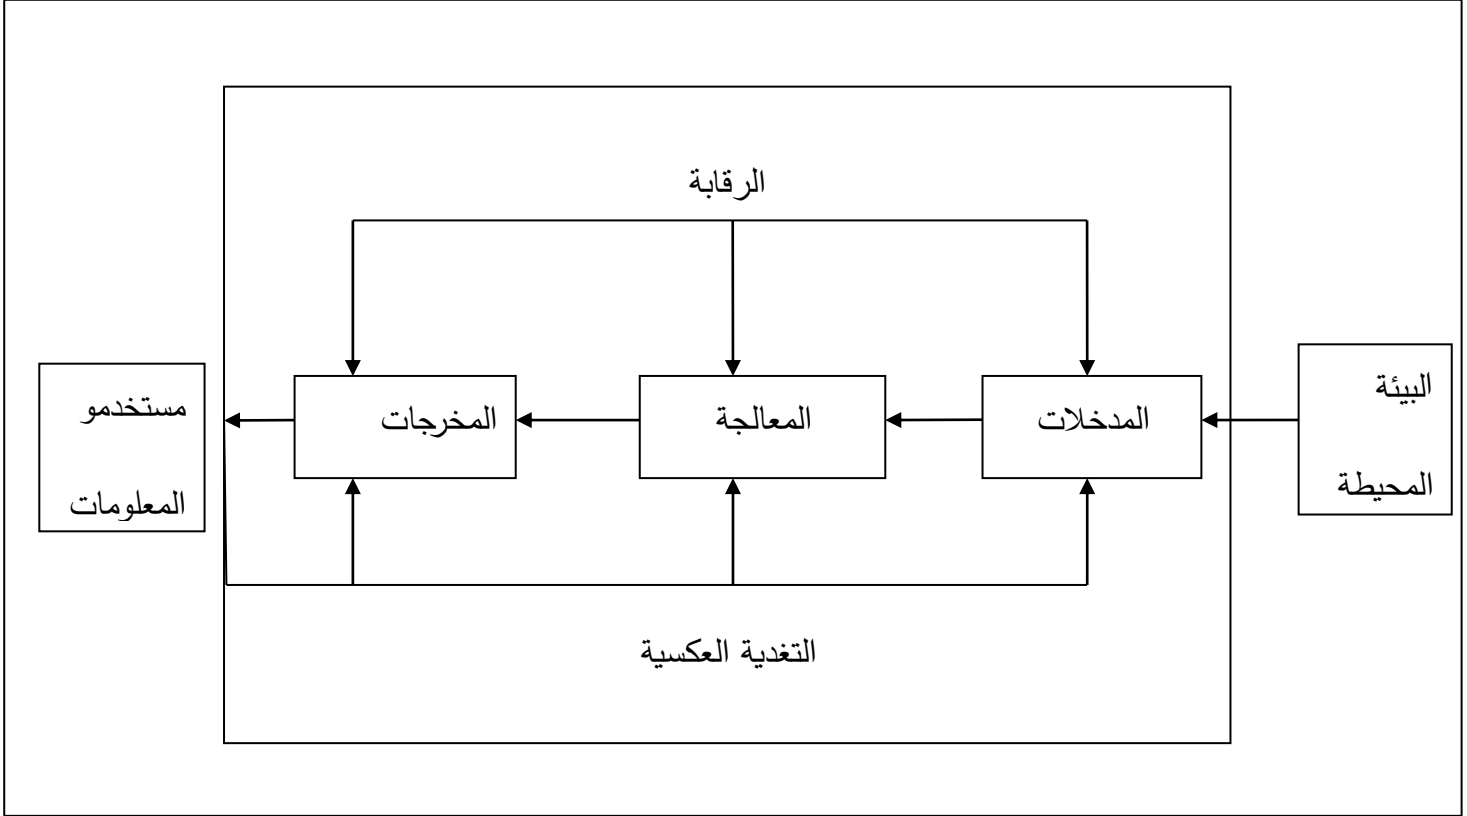 الرقابة
البيئة
المحيطة
المدخلات
المعالجة
المخرجات
مستخدمو
المعلومات
التغدية العكسية